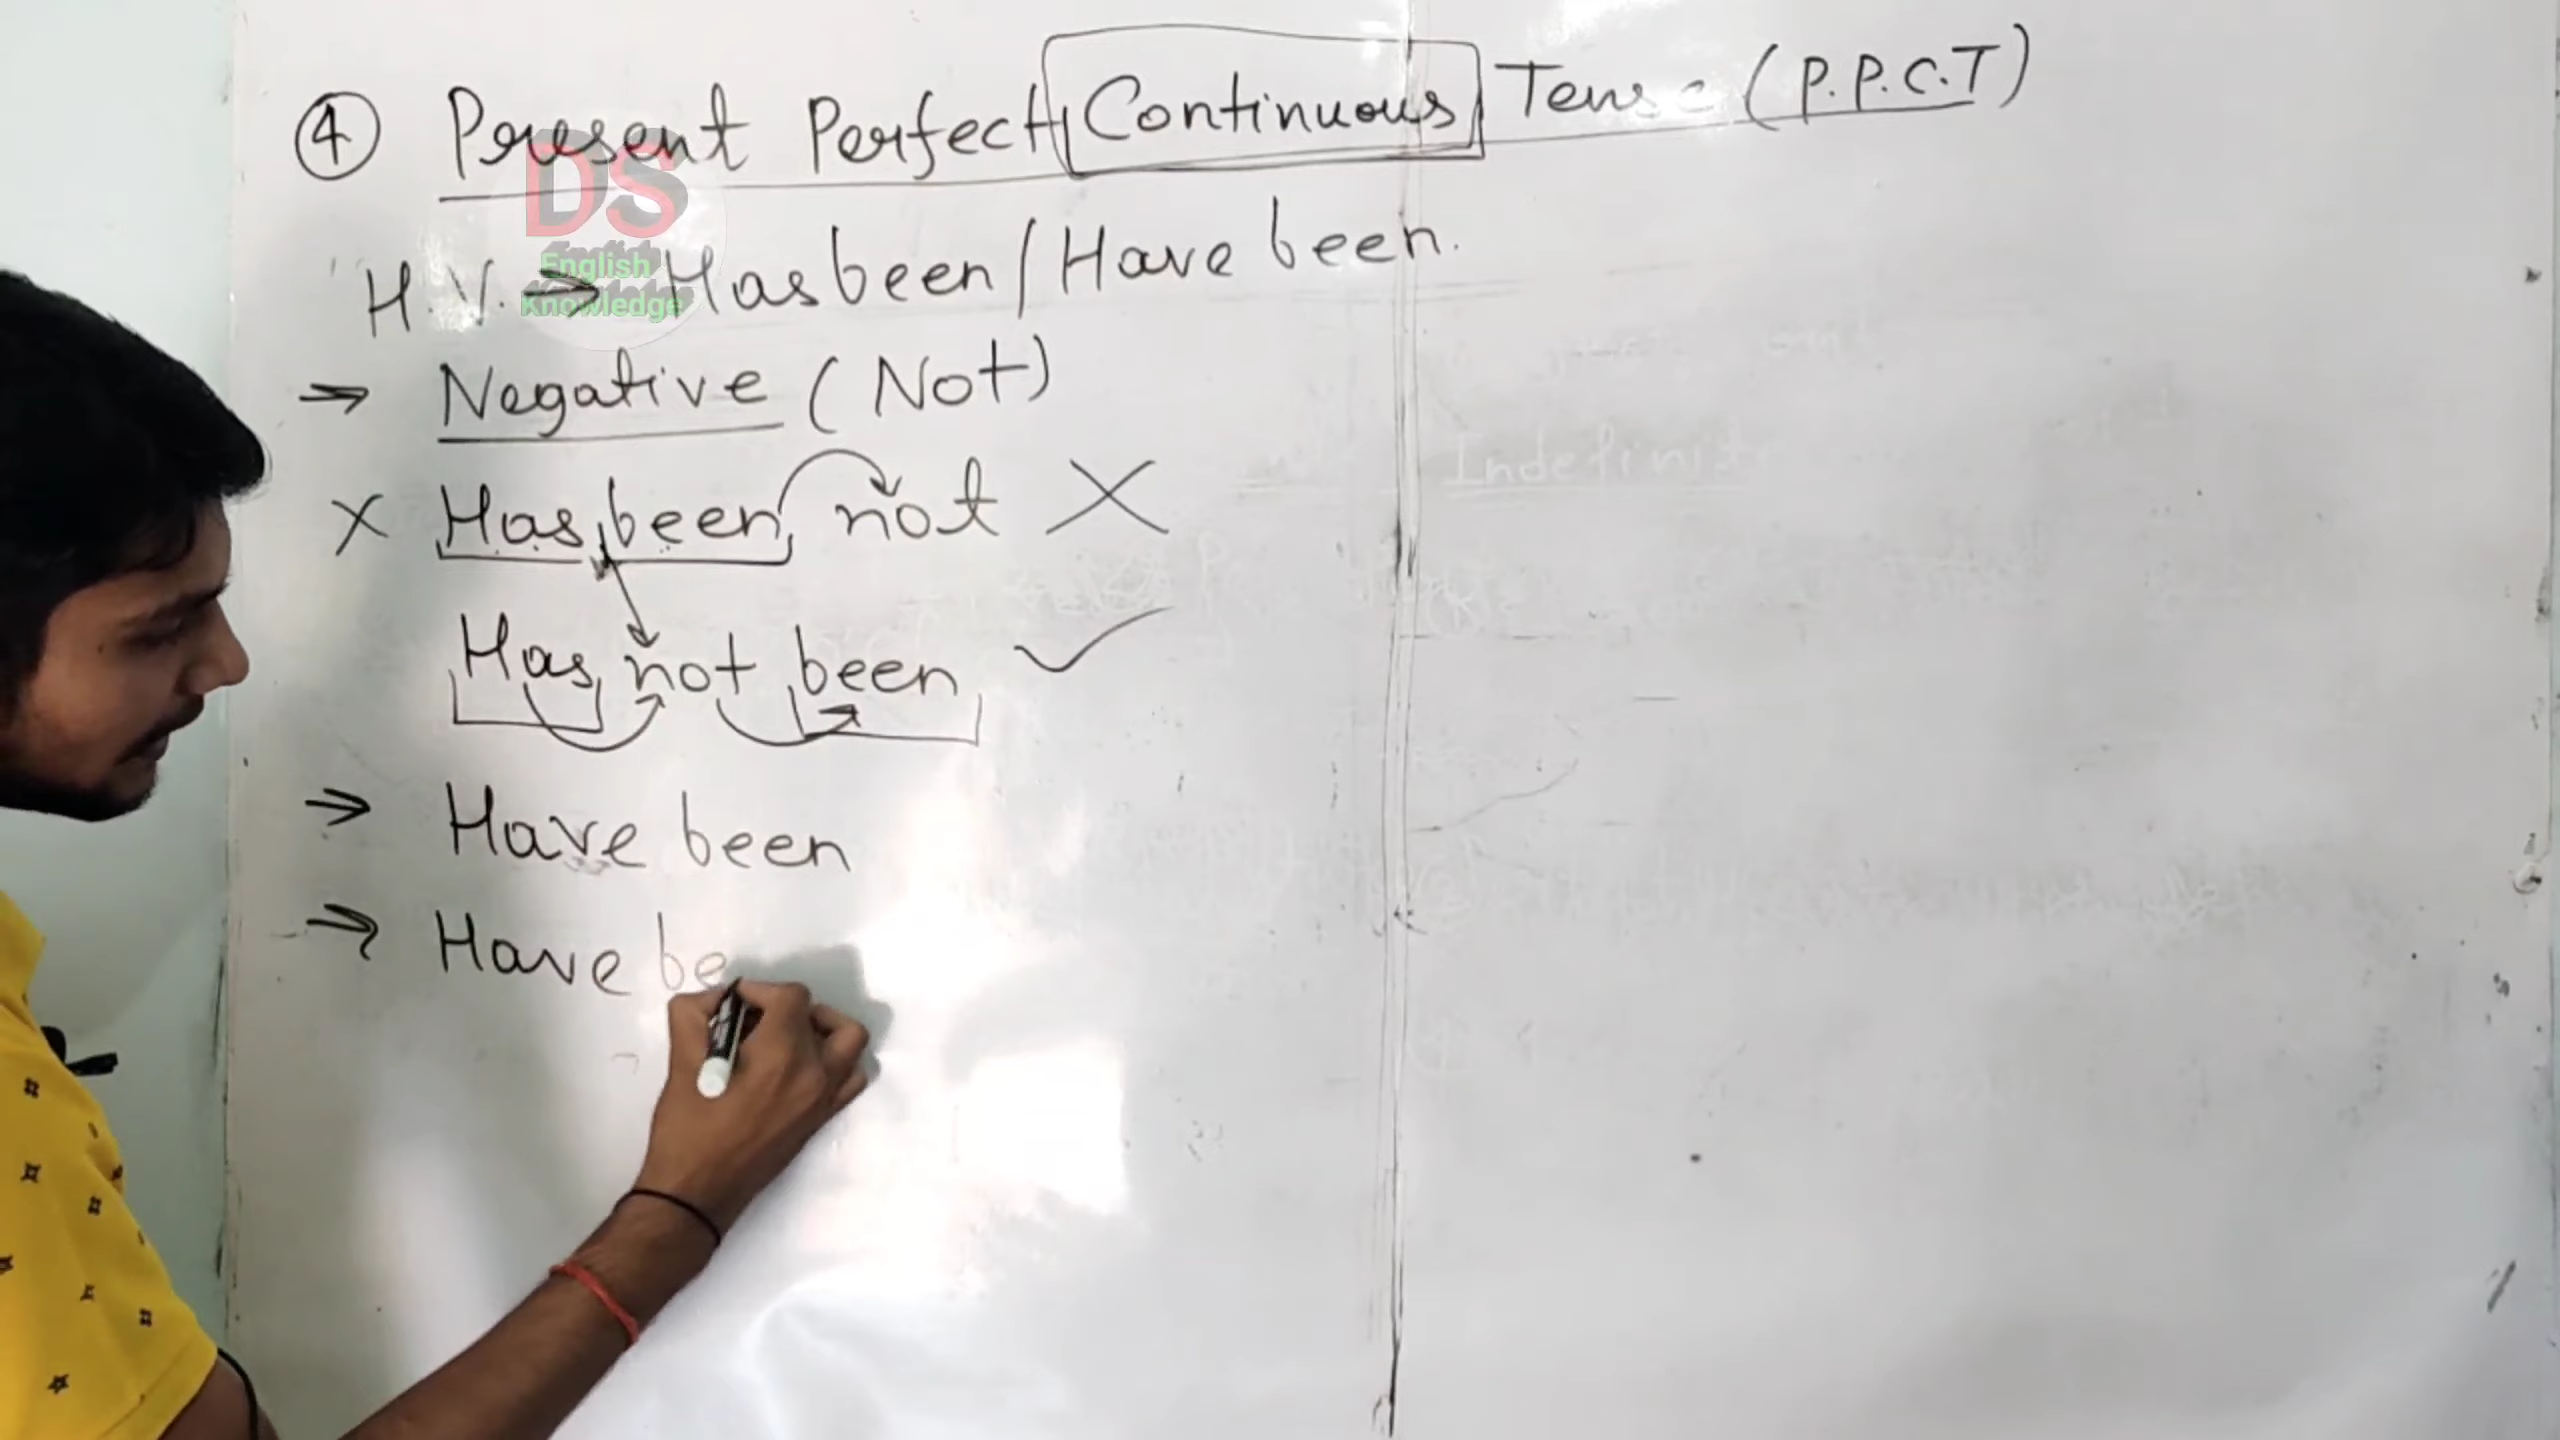 ④ Present Perfect Continuous Tense (P.P.C.T)
DS
English
Knowledge
H.V. → Has been / Have been.
→ Negative (Not)
X Has been not X
Has not been ✓
→ Have been
→ Have be
Indefinite